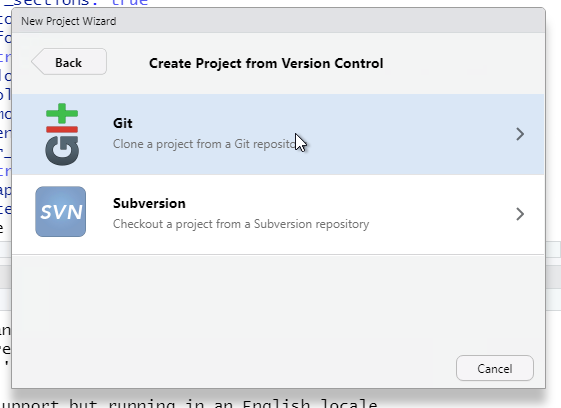 _sections: true
New Project Wizard
Back
Create Project from Version Control
Git
Clone a project from a Git
SVN
Subversion
Checkout a project from a Subversion repository
Cancel
upport but running in an English locale